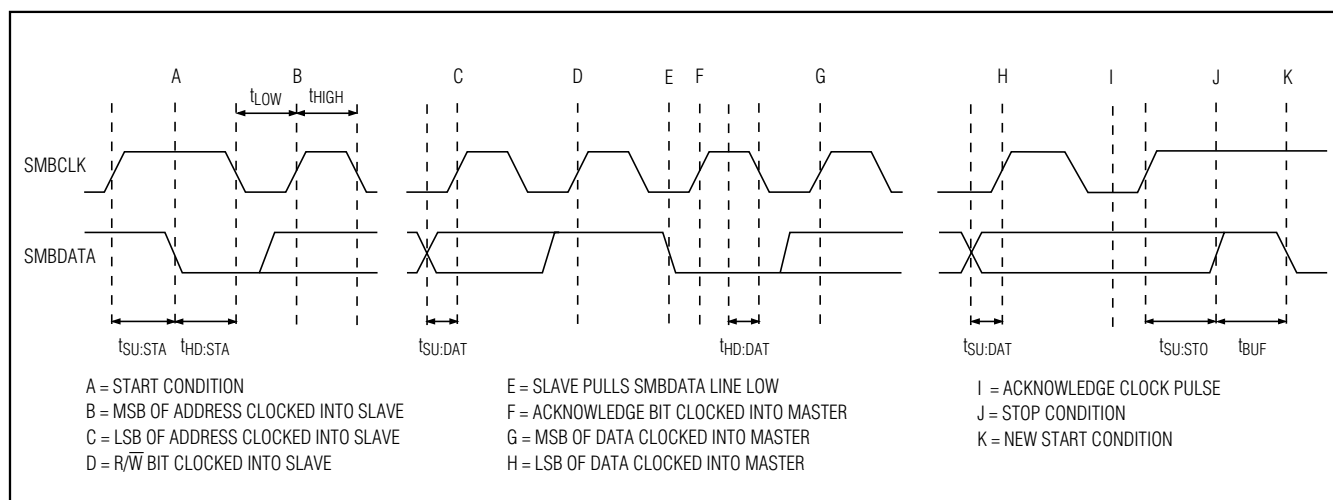 A B C D E F G H I J K
tLOW tHIGH
SMBCLK
SMBDATA
tSU:STA tHD:STA tSU:DAT tHD:DAT tSU:DAT tSU:STO tBUF
A = START CONDITION
B = MSB OF ADDRESS CLOCKED INTO SLAVE
C = LSB OF ADDRESS CLOCKED INTO SLAVE
D = R/W̅ BIT CLOCKED INTO SLAVE
E = SLAVE PULLS SMBDATA LINE LOW
F = ACKNOWLEDGE BIT CLOCKED INTO MASTER
G = MSB OF DATA CLOCKED INTO MASTER
H = LSB OF DATA CLOCKED INTO MASTER
I = ACKNOWLEDGE CLOCK PULSE
J = STOP CONDITION
K = NEW START CONDITION